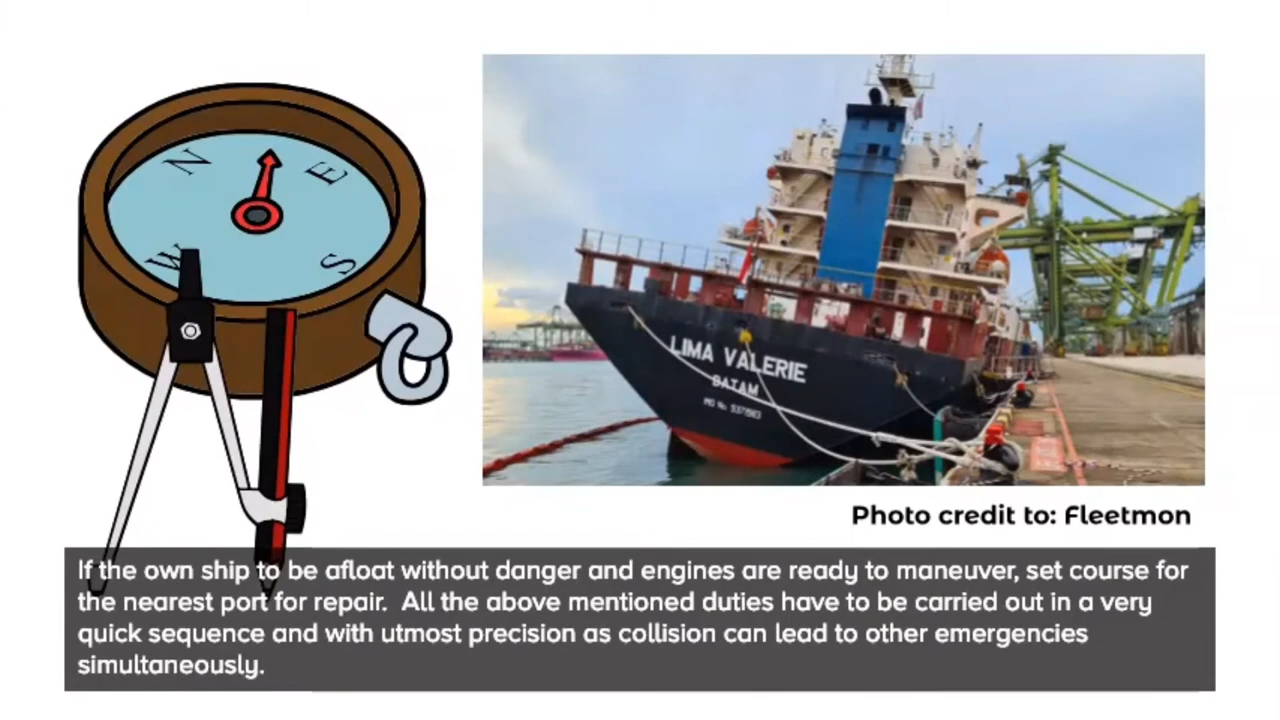 N
E
W
S
LIMA VALERIE
BATAM
Photo credit to: Fleetmon
If the own ship to be afloat without danger and engines are ready to maneuver, set course for
the nearest port for repair. All the above mentioned duties have to be carried out in a very
quick sequence and with utmost precision as collision can lead to other emergencies
simultaneously.